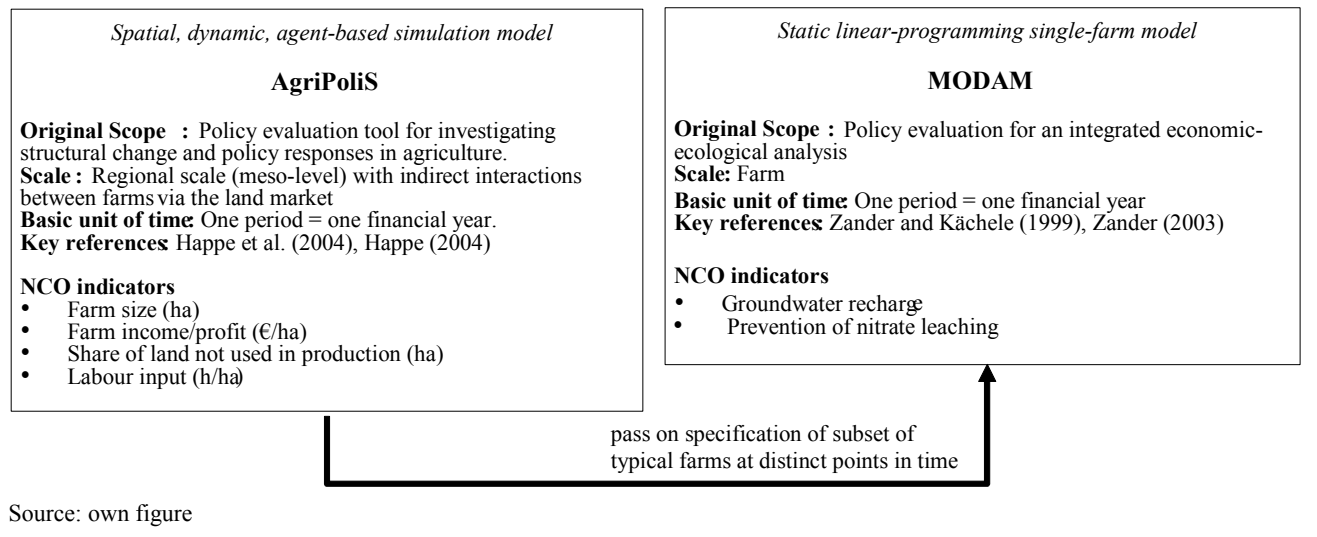 Spatial, dynamic, agent-based simulation model
AgriPoliS
Original Scope : Policy evaluation tool for investigating
structural change and policy responses in agriculture.
Scale : Regional scale (meso-level) with indirect interactions
between farms via the land market
Basic unit of time: One period = one financial year.
Key references: Happe et al. (2004), Happe (2004)
NCO indicators
• Farm size (ha)
• Farm income/profit (€/ha)
• Share of land not used in production (ha)
• Labour input (h/ha)
Static linear-programming single-farm model
MODAM
Original Scope : Policy evaluation for an integrated economic-
ecological analysis
Scale: Farm
Basic unit of time: One period = one financial year
Key references: Zander and Kächele (1999), Zander (2003)
NCO indicators
• Groundwater recharge
• Prevention of nitrate leaching
pass on specification of subset of
typical farms at distinct points in time
Source: own figure